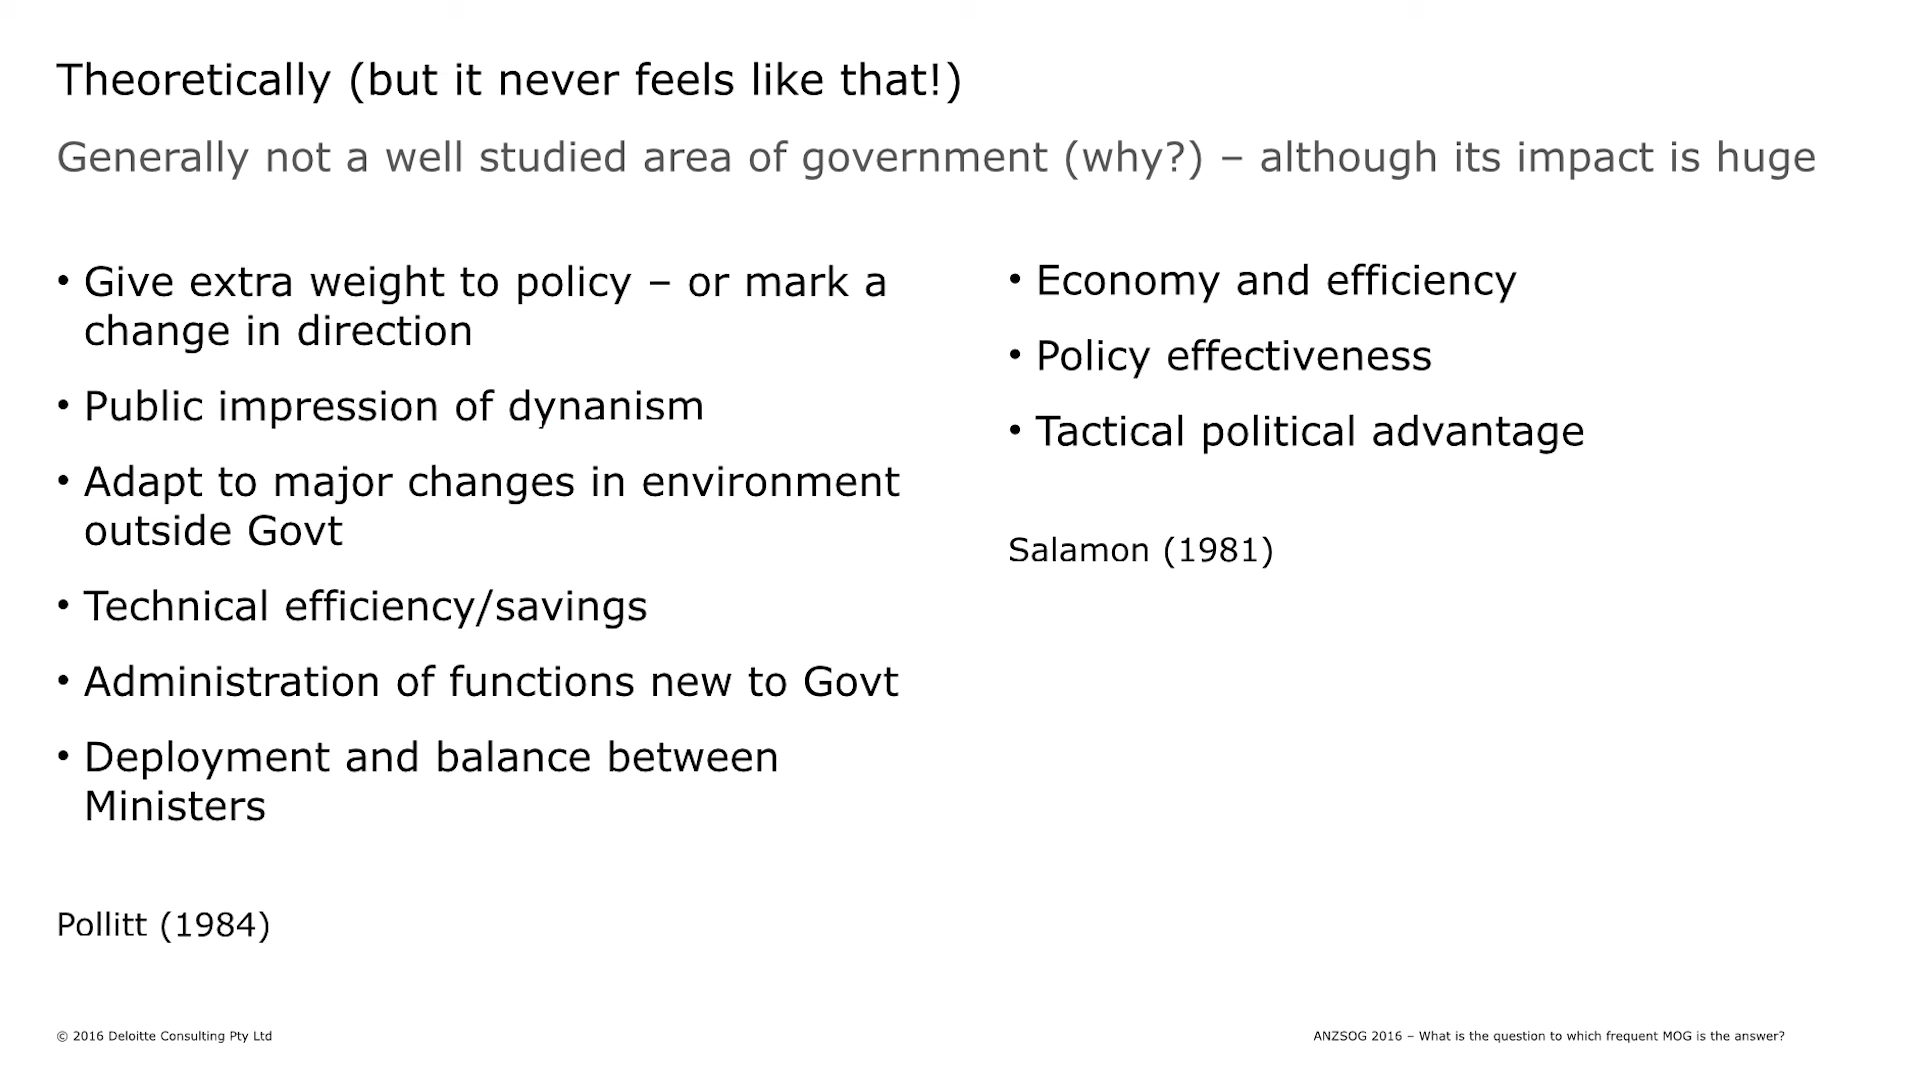 Theoretically (but it never feels like that!)
Generally not a well studied area of government (why?) – although its impact is huge
• Give extra weight to policy – or mark a
change in direction
• Public impression of dynanism
• Adapt to major changes in environment
outside Govt
• Technical efficiency/savings
• Administration of functions new to Govt
• Deployment and balance between
Ministers
Pollitt (1984)
• Economy and efficiency
• Policy effectiveness
• Tactical political advantage
Salamon (1981)
© 2016 Deloitte Consulting Pty Ltd
ANZSOG 2016 – What is the question to which frequent MOG is the answer?